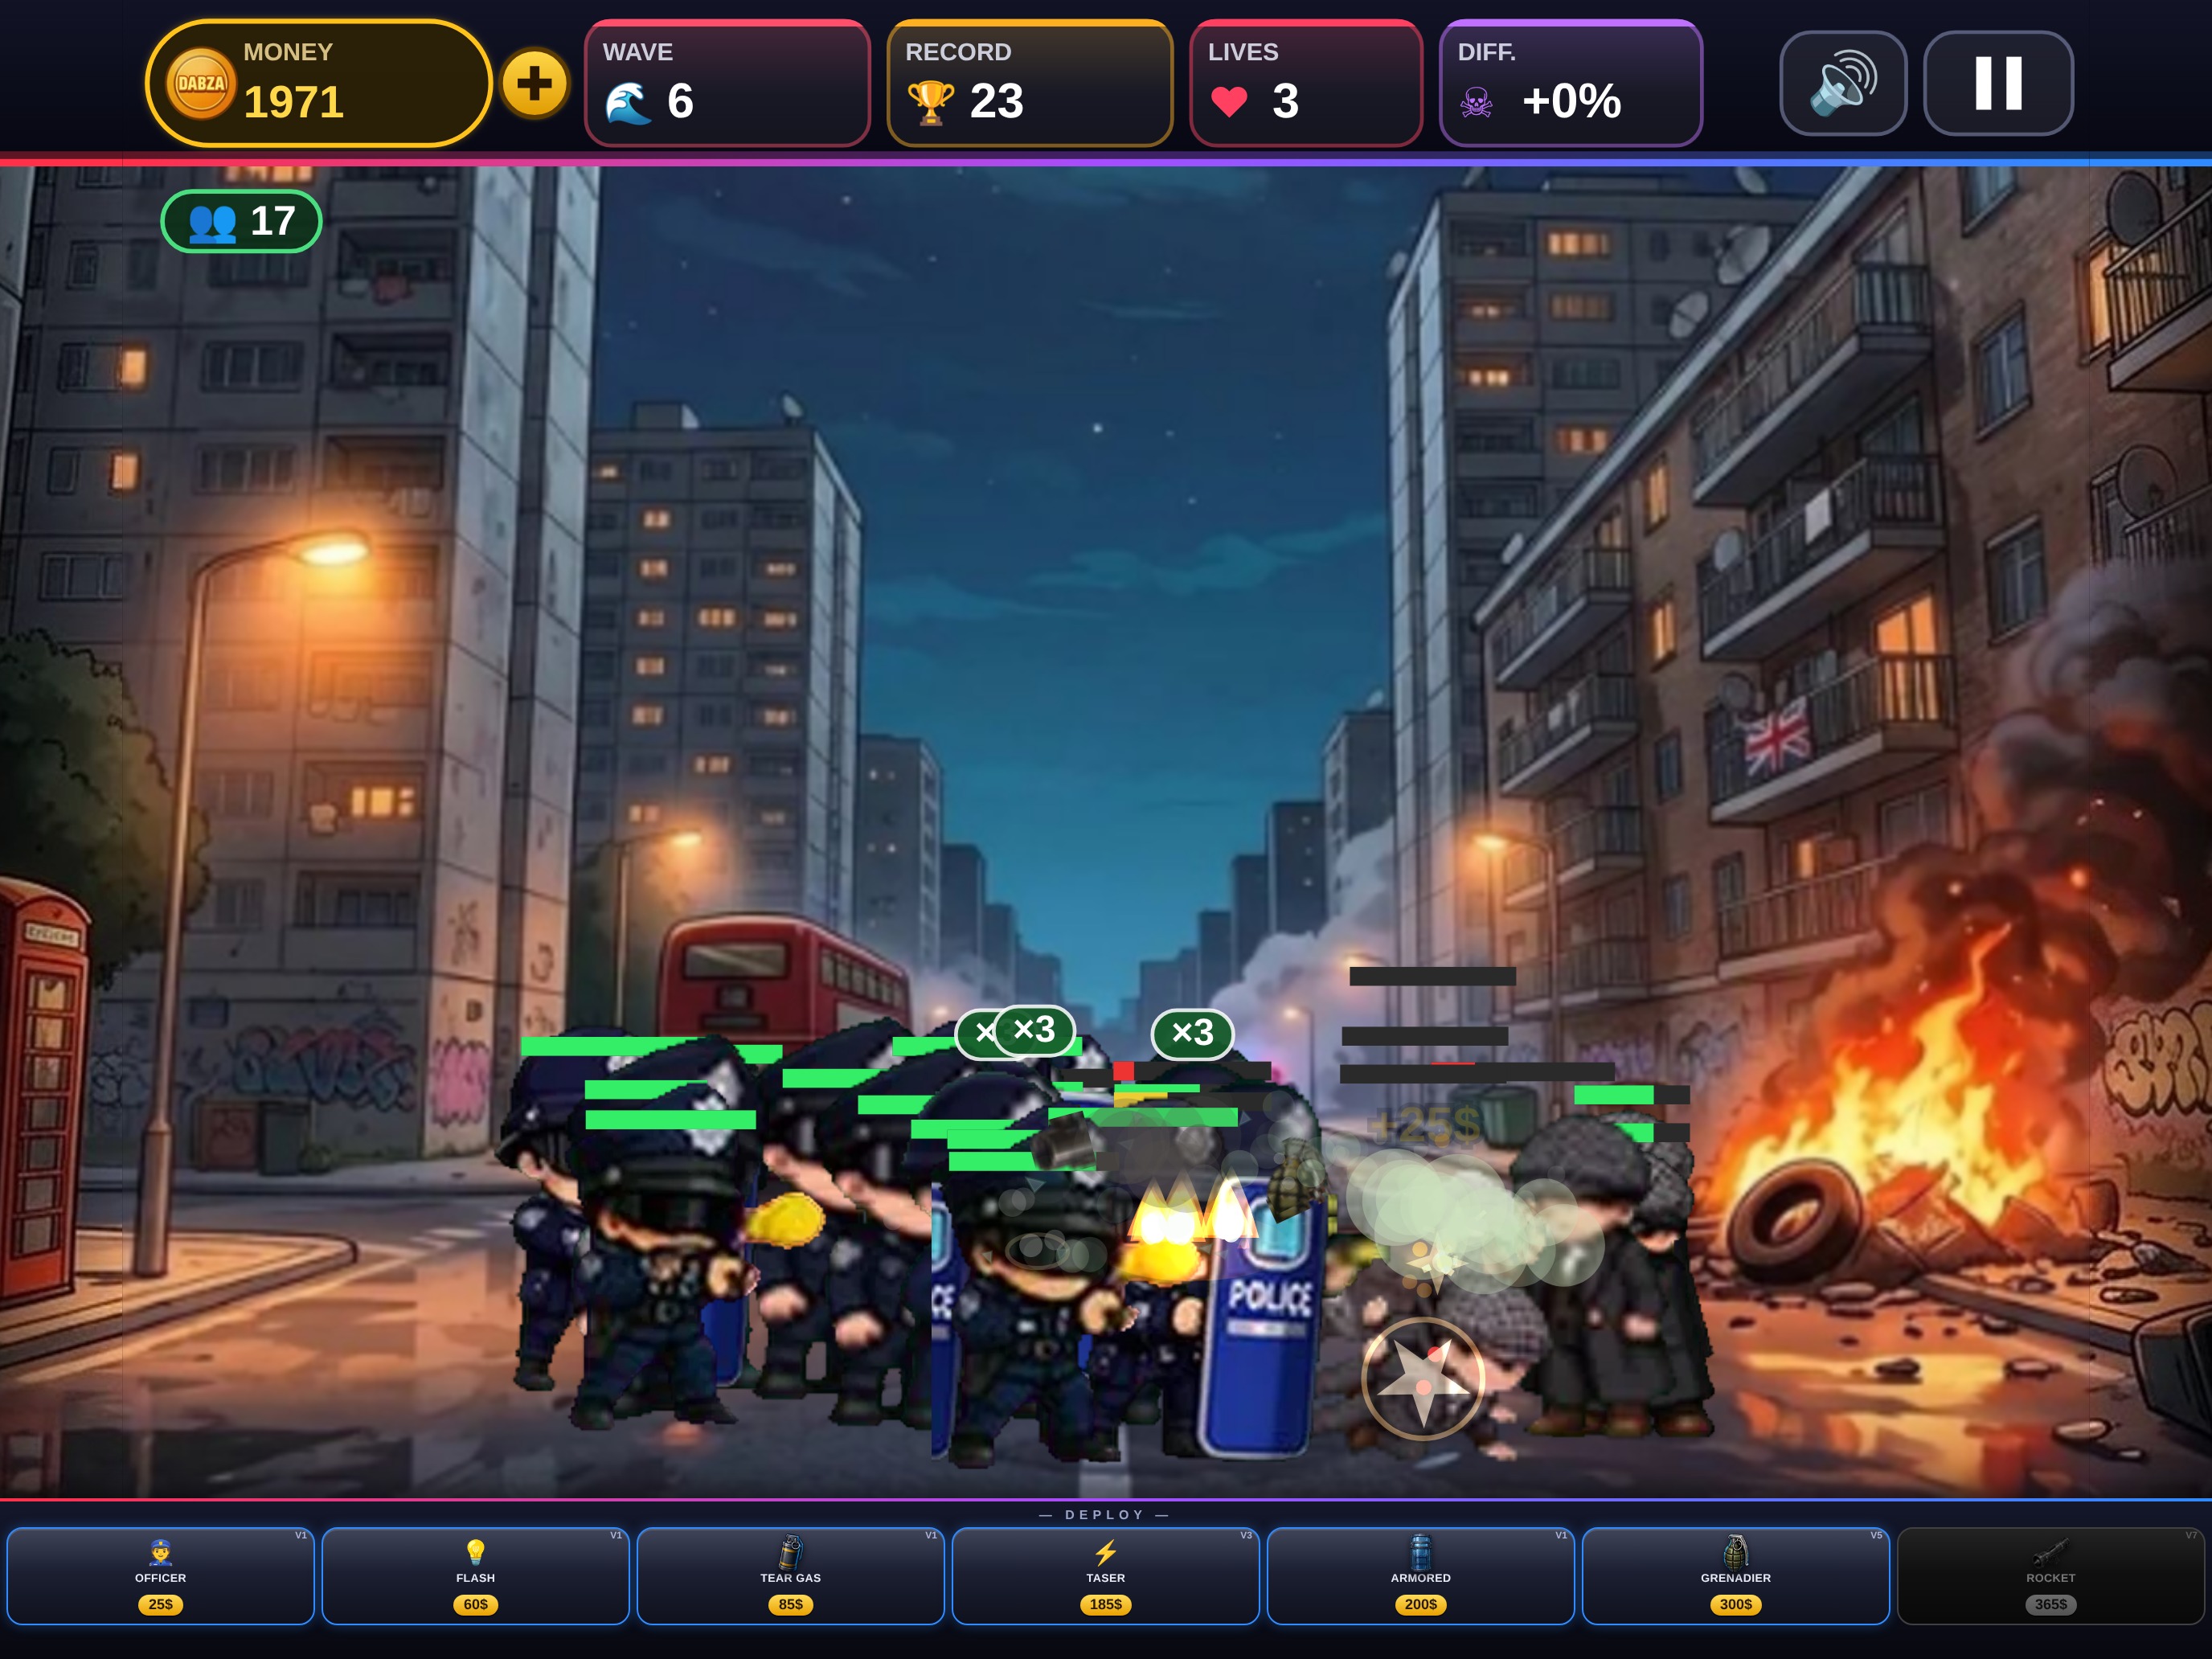 MONEY
DABZA
1971
WAVE
6
RECORD
23
LIVES
3
DIFF.
+0%
17
×3
×3
+25$
POLICE
CE
— DEPLOY —
V1
OFFICER
25$
V1
FLASH
60$
V1
TEAR GAS
85$
V3
TASER
185$
V1
ARMORED
200$
V5
GRENADIER
300$
V7
ROCKET
365$